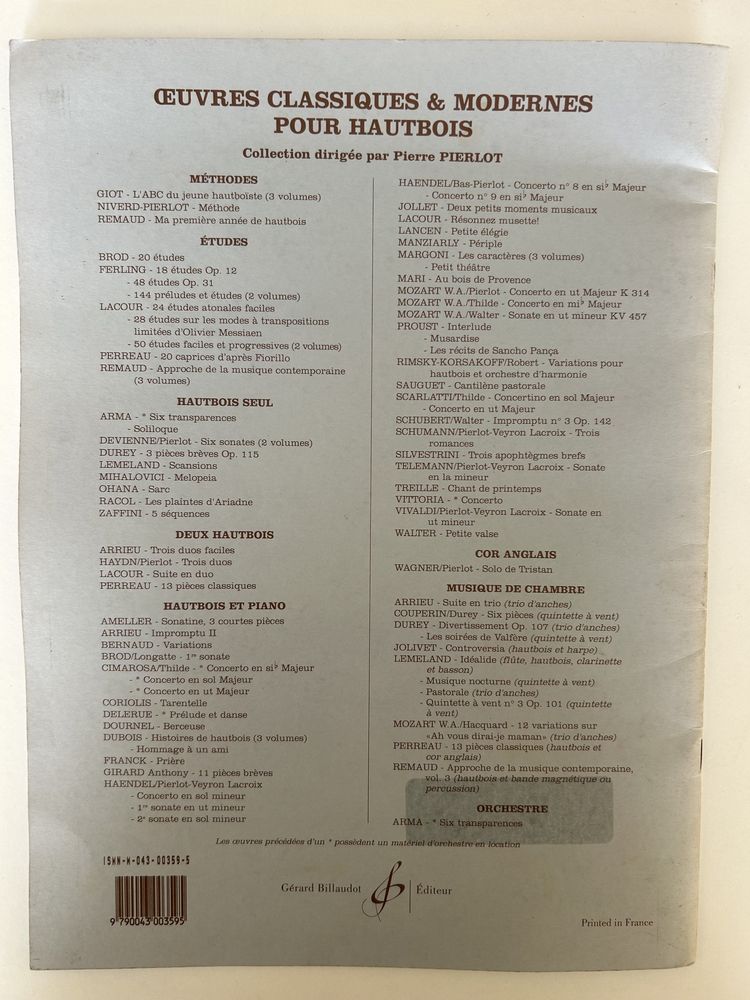 ŒUVRES CLASSIQUES & MODERNES
POUR HAUTBOIS
Collection dirigée par Pierre PIERLOT
MÉTHODES
GIOT - L'ABC du jeune hautboïste (3 volumes)
NIVERD-PIERLOT - Méthode
REMAUD - Ma première année de hautbois
ÉTUDES
BROD - 20 études
FERLING - 18 études Op. 12
- 48 études Op. 31
- 144 préludes et études (2 volumes)
LACOUR - 24 études atonales faciles
- 28 études sur les modes à transpositions
limitées d'Olivier Messiaen
- 50 études faciles et progressives (2 volumes)
PERREAU - 20 caprices d'après Fiorillo
REMAUD - Approche de la musique contemporaine
(3 volumes)
HAUTBOIS SEUL
ARMA - * Six transparences
- Soliloque
DEVIENNE/Pierlot - Six sonates (2 volumes)
DUREY - 3 pièces brèves Op. 115
LEMELAND - Scansions
MIHALOVICI - Melopeia
OHANA - Sarc
RACOL - Les plaintes d'Ariadne
ZAFFINI - 5 séquences
DEUX HAUTBOIS
ARRIEU - Trois duos faciles
HAYDN/Pierlot - Trois duos
LACOUR - Suite en duo
PERREAU - 13 pièces classiques
HAUTBOIS ET PIANO
AMELLER - Sonatine, 3 courtes pièces
ARRIEU - Impromptu II
BERNAUD - Variations
BROD/Longatte - 1re sonate
CIMAROSA/Thilde - * Concerto en si♭ Majeur
- * Concerto en sol Majeur
- * Concerto en ut Majeur
CORIOLIS - Tarentelle
DELERUE - * Prélude et danse
DOURNEL - Berceuse
DUBOIS - Histoires de hautbois (3 volumes)
- Hommage à un ami
FRANCK - Prière
GIRARD Anthony - 11 pièces brèves
HAENDEL/Pierlot-Veyron Lacroix
- Concerto en sol mineur
- 1re sonate en ut mineur
- 2e sonate en sol mineur
HAENDEL/Bas-Pierlot - Concerto n° 8 en si♭ Majeur
- Concerto n° 9 en si♭ Majeur
JOLLET - Deux petits moments musicaux
LACOUR - Résonnez musette!
LANCEN - Petite élégie
MANZIARLY - Périple
MARGONI - Les caractères (3 volumes)
- Petit théâtre
MARI - Au bois de Provence
MOZART W.A./Pierlot - Concerto en ut Majeur K 314
MOZART W.A./Thilde - Concerto en mi♭ Majeur
MOZART W.A./Walter - Sonate en ut mineur KV 457
PROUST - Interlude
- Musardise
- Les récits de Sancho Pança
RIMSKY-KORSAKOFF/Robert - Variations pour
hautbois et orchestre d'harmonie
SAUGUET - Cantilène pastorale
SCARLATTI/Thilde - Concertino en sol Majeur
- Concerto en ut Majeur
SCHUBERT/Walter - Impromptu n° 3 Op. 142
SCHUMANN/Pierlot-Veyron Lacroix - Trois
romances
SILVESTRINI - Trois apophtègmes brefs
TELEMANN/Pierlot-Veyron Lacroix - Sonate
en la mineur
TREILLE - Chant de printemps
VITTORIA - * Concerto
VIVALDI/Pierlot-Veyron Lacroix - Sonate en
ut mineur
WALTER - Petite valse
COR ANGLAIS
WAGNER/Pierlot - Solo de Tristan
MUSIQUE DE CHAMBRE
ARRIEU - Suite en trio (trio d'anches)
COUPERIN/Durey - Six pièces (quintette à vent)
DUREY - Divertissement Op. 107 (trio d'anches)
- Les soirées de Valfère (quintette à vent)
JOLIVET - Controversia (hautbois et harpe)
LEMELAND - Idéalide (flûte, hautbois, clarinette
et basson)
- Musique nocturne (quintette à vent)
- Pastorale (trio d'anches)
- Quintette à vent n° 3 Op. 101 (quintette
à vent)
MOZART W.A./Hacquard - 12 variations sur
«Ah vous dirai-je maman» (trio d'anches)
PERREAU - 13 pièces classiques (hautbois et
cor anglais)
REMAUD - Approche de la musique contemporaine,
vol. 3 (hautbois et bande magnétique ou
percussion)
ORCHESTRE
ARMA - * Six transparences
Les œuvres précédées d'un * possèdent un matériel d'orchestre en location
ISMN-M-043-00359-5
9 790043 003595
Gérard Billaudot Éditeur
Printed in France